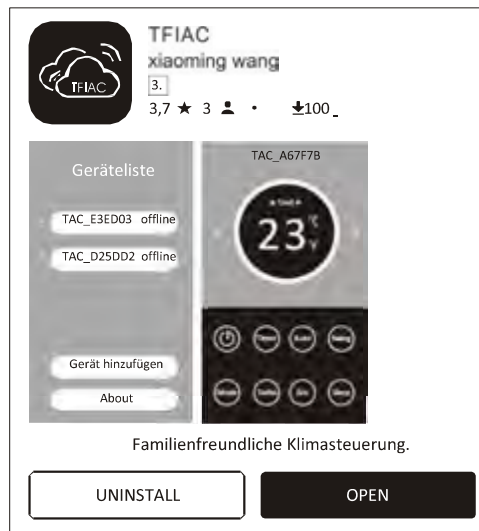 TFIAC
TFIAC
xiaoming wang
3.
3,7 ★ 3 • 100
Geräteliste
TAC_E3ED03 offline
TAC_D25DD2 offline
Gerät hinzufügen
About
TAC_A67F7B
23
Familienfreundliche Klimasteuerung.
UNINSTALL
OPEN